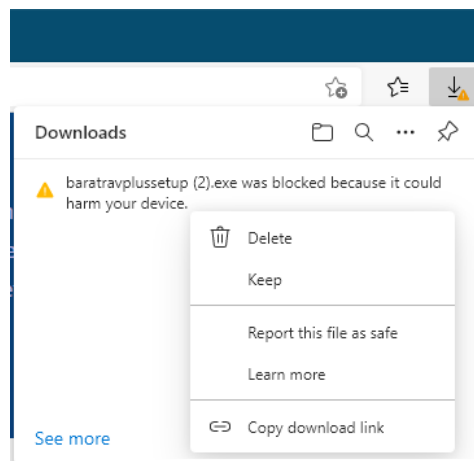 Downloads
baratravplussetup (2).exe was blocked because it could
harm your device.
Delete
Keep
Report this file as safe
Learn more
Copy download link
See more